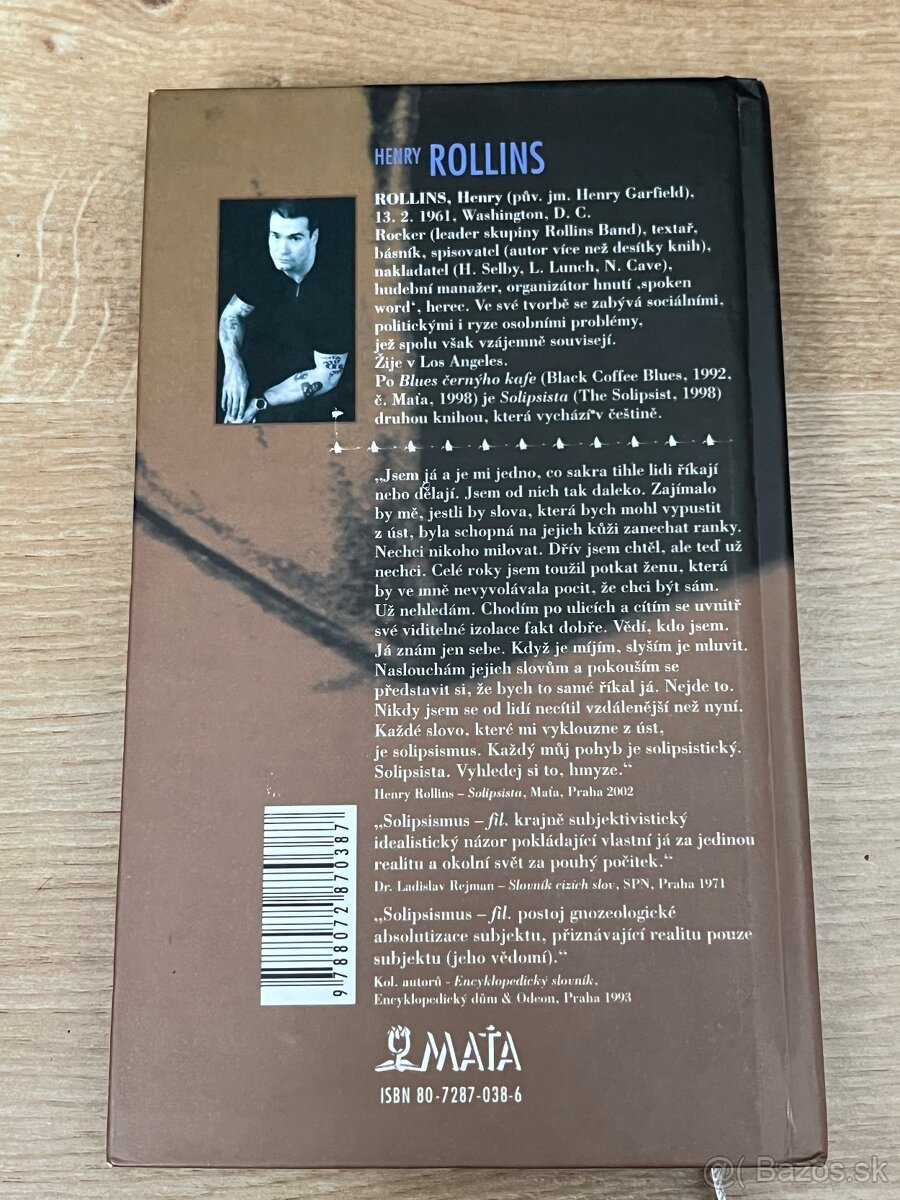 HENRY ROLLINS
ROLLINS, Henry (pův. jm. Henry Garfield),
13. 2. 1961, Washington, D. C.
Rocker (leader skupiny Rollins Band), textař,
básník, spisovatel (autor více než desítky knih),
nakladatel (H. Selby, L. Lunch, N. Cave),
hudební manažer, organizátor hnutí ‚spoken
word‘, herec. Ve své tvorbě se zabývá sociálními,
politickými i ryze osobními problémy,
jež spolu však vzájemně souvisejí.
Žije v Los Angeles.
Po Blues černýho kafe (Black Coffee Blues, 1992,
č. Maťa, 1998) je Solipsista (The Solipsist, 1998)
druhou knihou, která vychází v češtině.
„Jsem já a je mi jedno, co sakra tihle lidi říkají
nebo dělají. Jsem od nich tak daleko. Zajímalo
by mě, jestli by slova, která bych mohl vypustit
z úst, byla schopná na jejich kůži zanechat ranky.
Nechci nikoho milovat. Dřív jsem chtěl, ale teď už
nechci. Celé roky jsem toužil potkat ženu, která
by ve mně nevyvolávala pocit, že chci být sám.
Už nehledám. Chodím po ulicích a cítím se uvnitř
své viditelné izolace fakt dobře. Vědí, kdo jsem.
Já znám jen sebe. Když je míjím, slyším je mluvit.
Naslouchám jejich slovům a pokouším se
představit si, že bych to samé říkal já. Nejde to.
Nikdy jsem se od lidí necítil vzdálenější než nyní.
Každé slovo, které mi vyklouzne z úst,
je solipsismus. Každý můj pohyb je solipsistický.
Solipsista. Vyhledej si to, hmyze.“
Henry Rollins – Solipsista, Maťa, Praha 2002
„Solipsismus – fil. krajně subjektivistický
idealistický názor pokládající vlastní já za jedinou
realitu a okolní svět za pouhý počitek.“
Dr. Ladislav Rejman – Slovník cizích slov, SPN, Praha 1971
„Solipsismus – fil. postoj gnozeologické
absolutizace subjektu, přiznávající realitu pouze
subjektu (jeho vědomí).“
Kol. autorů - Encyklopedický slovník,
Encyklopedický dům & Odeon, Praha 1993
9 788072 870387
MAŤA
ISBN 80-7287-038-6
Bazos.sk